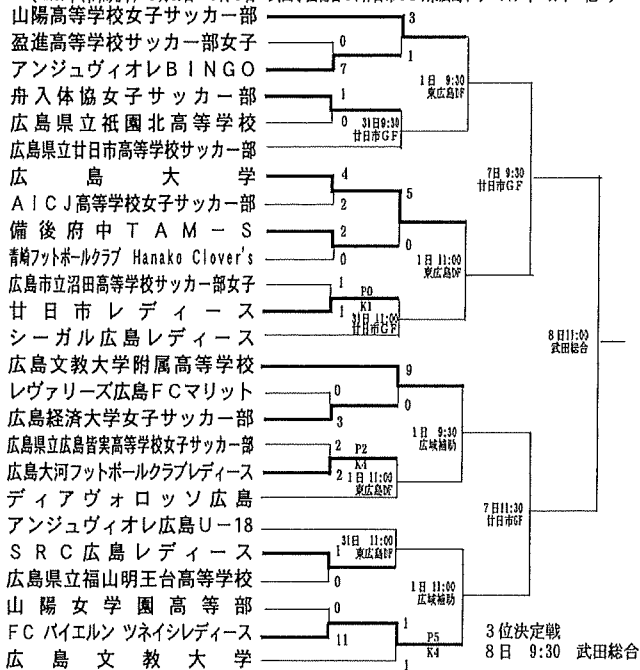 山陽高等学校女子サッカー部
3
盈進高等学校サッカー部女子
0
1
アンジュヴィオレBINGO
7
1日 9:30
東広島DF
舟入体協女子サッカー部
1
広島県立祇園北高等学校
0
31日9:30
廿日市GF
広島県立廿日市高等学校サッカー部
7日 9:30
廿日市GF
広島大学
4
5
AICJ高等学校女子サッカー部
2
備後府中TAM-S
2
0
青崎フットボールクラブ Hanako Clover's
0
1日 11:00
東広島DF
広島市立沼田高等学校サッカー部女子
1
P0
廿日市レディース
1
K1
31日 11:00
廿日市GF
シーガル広島レディース
8日11:00
武田総合
広島文教大学附属高等学校
9
レヴァリーズ広島FCマリット
0
0
広島経済大学女子サッカー部
3
1日 9:30
広域補助
広島県立広島皆実高等学校女子サッカー部
2
P2
広島大河フットボールクラブレディース
2
K4
1日 11:00
東広島DF
ディアヴォロッソ広島
7日11:30
廿日市GF
アンジュヴィオレ広島U-18
31日 11:00
東広島DF
SRC広島レディース
1
広島県立福山明王台高等学校
0
1日 11:00
広域補助
山陽女学園高等部
0
1
FCバイエルンツネイシレディース
11
P5
K4
広島文教大学
1
3位決定戦
8日 9:30 武田総合